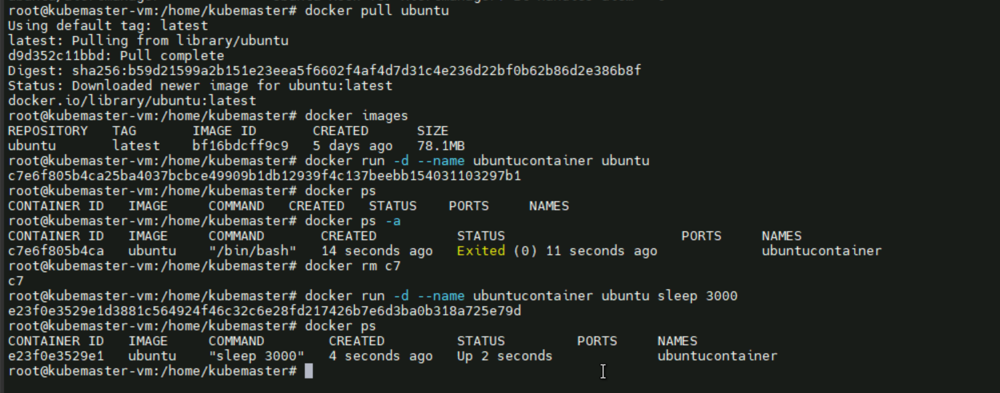 root@kubemaster-vm:/home/kubemaster# docker pull ubuntu
Using default tag: latest
latest: Pulling from library/ubuntu
d9d352c11bbd: Pull complete
Digest: sha256:b59d21599a2b151e23eea5f6602f4af4d7d31c4e236d22bf0b62b86d2e386b8f
Status: Downloaded newer image for ubuntu:latest
docker.io/library/ubuntu:latest
root@kubemaster-vm:/home/kubemaster# docker images
REPOSITORY   TAG       IMAGE ID       CREATED      SIZE
ubuntu       latest    bf16bdcff9c9   5 days ago   78.1MB
root@kubemaster-vm:/home/kubemaster# docker run -d --name ubuntucontainer ubuntu
c7e6f805b4ca25ba4037bcbce49909b1db12939f4c137beebb154031103297b1
root@kubemaster-vm:/home/kubemaster# docker ps
CONTAINER ID   IMAGE     COMMAND   CREATED   STATUS    PORTS     NAMES
root@kubemaster-vm:/home/kubemaster# docker ps -a
CONTAINER ID   IMAGE     COMMAND       CREATED          STATUS                      PORTS     NAMES
c7e6f805b4ca   ubuntu    "/bin/bash"   14 seconds ago   Exited (0) 11 seconds ago             ubuntucontainer
root@kubemaster-vm:/home/kubemaster# docker rm c7
c7
root@kubemaster-vm:/home/kubemaster# docker run -d --name ubuntucontainer ubuntu sleep 3000
e23f0e3529e1d3881c564924f46c32c6e28fd217426b7e6d3ba0b318a725e79d
root@kubemaster-vm:/home/kubemaster# docker ps
CONTAINER ID   IMAGE     COMMAND        CREATED         STATUS         PORTS     NAMES
e23f0e3529e1   ubuntu    "sleep 3000"   4 seconds ago   Up 2 seconds             ubuntucontainer
root@kubemaster-vm:/home/kubemaster#